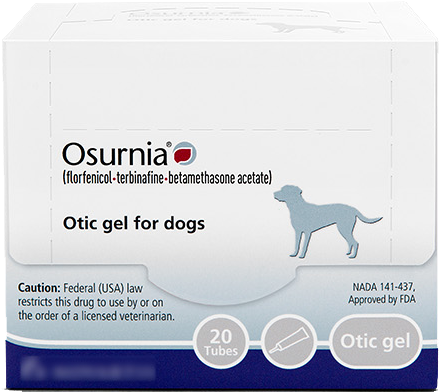 Osurnia
Osurnia®
(florfenicol•terbinafine•betamethasone acetate)
Otic gel for dogs
Caution: Federal (USA) law
restricts this drug to use by or on
the order of a licensed veterinarian.
NADA 141-437,
Approved by FDA
20
Tubes
Otic gel